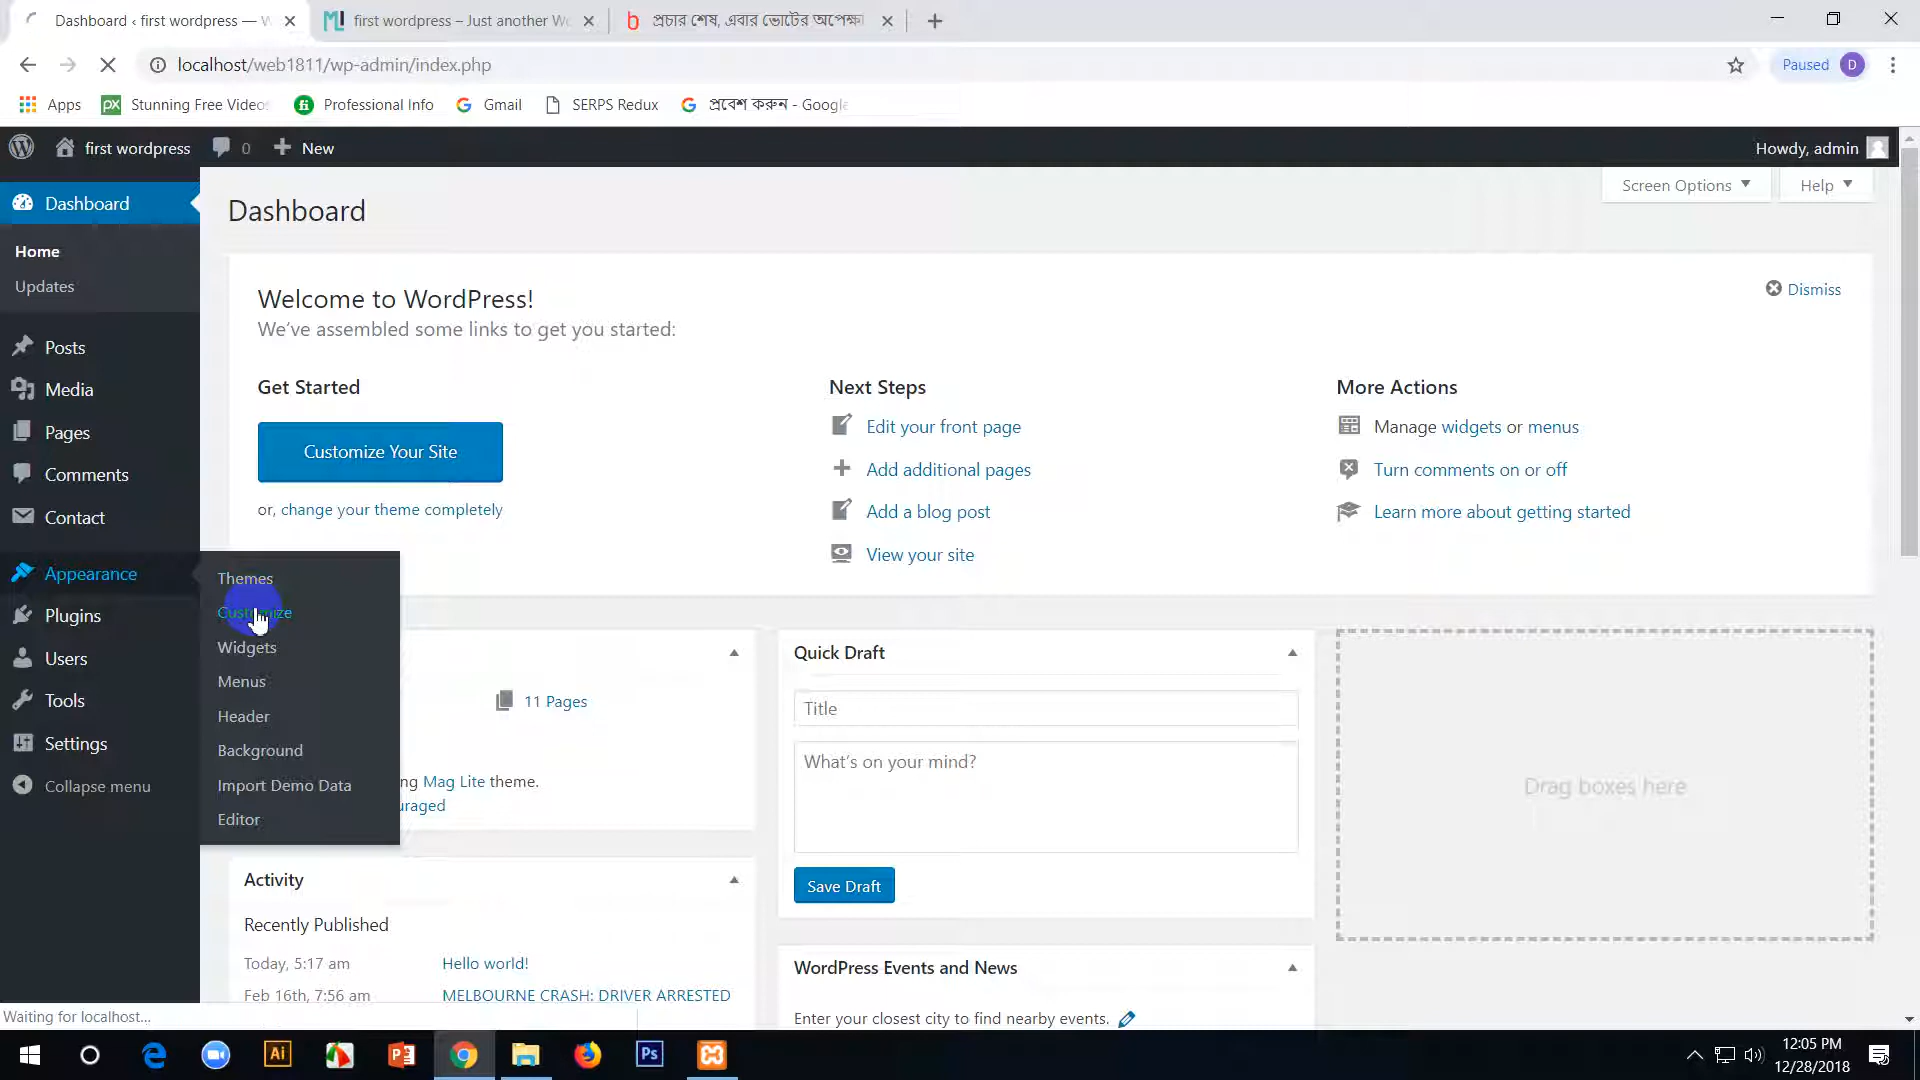 Dashboard ‹ first wordpress — W
first wordpress – Just another Wo
প্রচার শেষ, এবার ভোটের অপেক্ষা
localhost/web1811/wp-admin/index.php
Paused D
Apps
Stunning Free Videos
Professional Info
Gmail
SERPS Redux
প্রবেশ করুন - Google
first wordpress
0
New
Howdy, admin
Dashboard
Home
Updates
Posts
Media
Pages
Comments
Contact
Appearance
Plugins
Users
Tools
Settings
Collapse menu
Themes
Customize
Widgets
Menus
Header
Background
Import Demo Data
Editor
Screen Options
Help
Dashboard
Welcome to WordPress!
We've assembled some links to get you started:
Dismiss
Get Started
Customize Your Site
or, change your theme completely
Next Steps
Edit your front page
Add additional pages
Add a blog post
View your site
More Actions
Manage widgets or menus
Turn comments on or off
Learn more about getting started
11 Pages
ng Mag Lite theme.
uraged
Activity
Recently Published
Today, 5:17 am Hello world!
Feb 16th, 7:56 am MELBOURNE CRASH: DRIVER ARRESTED
Quick Draft
Title
What's on your mind?
Save Draft
WordPress Events and News
Enter your closest city to find nearby events.
Drag boxes here
Waiting for localhost...
Ai
Ps
12:05 PM
12/28/2018